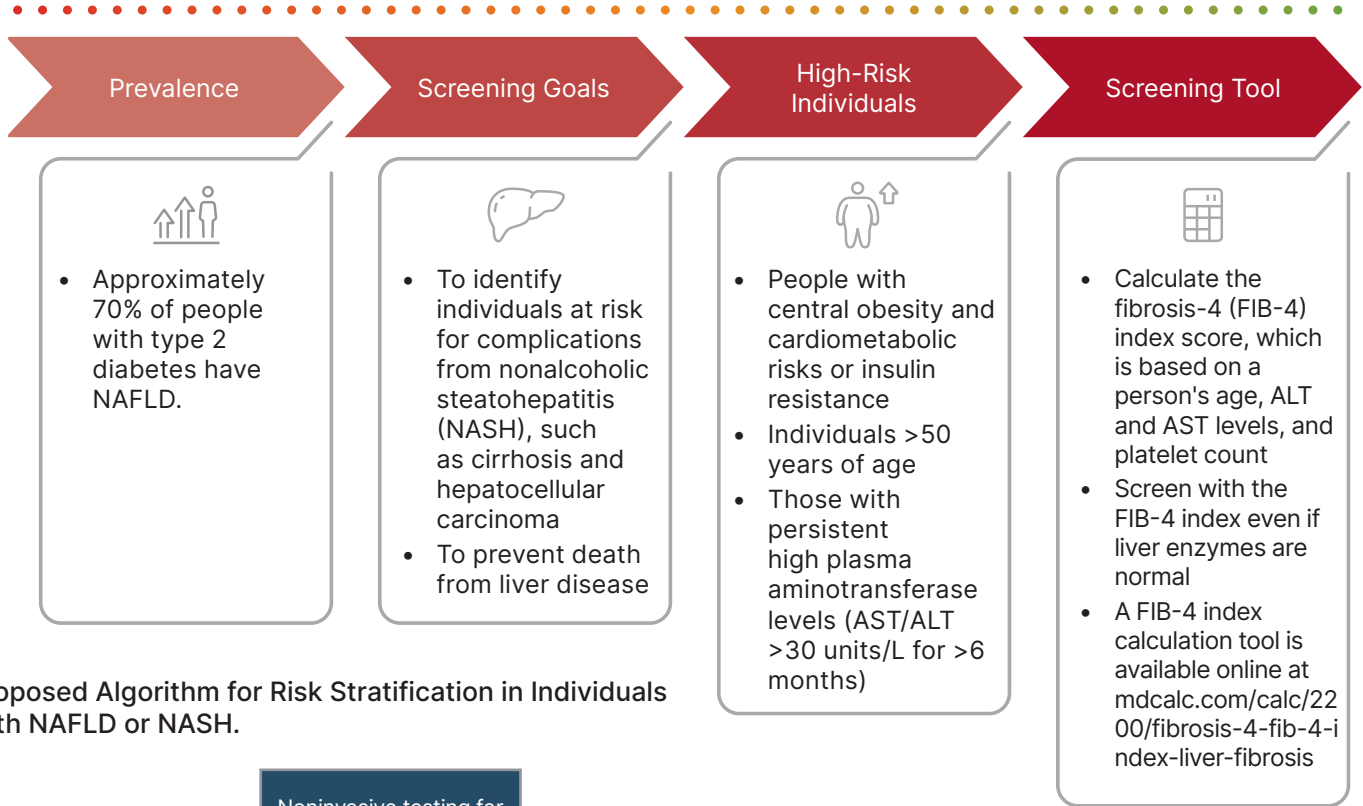 Prevalence
Screening Goals
High-Risk
Individuals
Screening Tool
• Approximately
70% of people
with type 2
diabetes have
NAFLD.
• To identify
individuals at risk
for complications
from nonalcoholic
steatohepatitis
(NASH), such
as cirrhosis and
hepatocellular
carcinoma
• To prevent death
from liver disease
• People with
central obesity and
cardiometabolic
risks or insulin
resistance
• Individuals >50
years of age
• Those with
persistent
high plasma
aminotransferase
levels (AST/ALT
>30 units/L for >6
months)
• Calculate the
fibrosis-4 (FIB-4)
index score, which
is based on a
person's age, ALT
and AST levels, and
platelet count
• Screen with the
FIB-4 index even if
liver enzymes are
normal
• A FIB-4 index
calculation tool is
available online at
mdcalc.com/calc/22
00/fibrosis-4-fib-4-i
ndex-liver-fibrosis
oposed Algorithm for Risk Stratification in Individuals
th NAFLD or NASH.
Noninvasive testing for